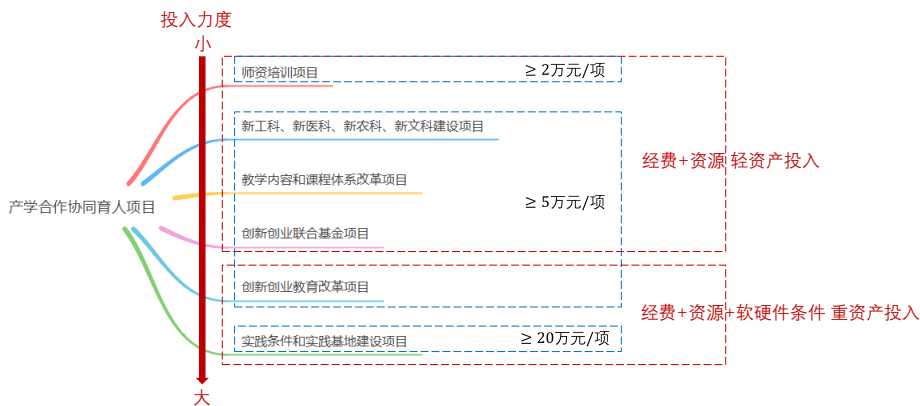 投入力度
小
师资培训项目
≥ 2万元/项
新工科、新医科、新农科、新文科建设项目
经费+资源 轻资产投入
教学内容和课程体系改革项目
≥ 5万元/项
产学合作协同育人项目
创新创业联合基金项目
创新创业教育改革项目
经费+资源+软硬件条件 重资产投入
实践条件和实践基地建设项目
≥ 20万元/项
大